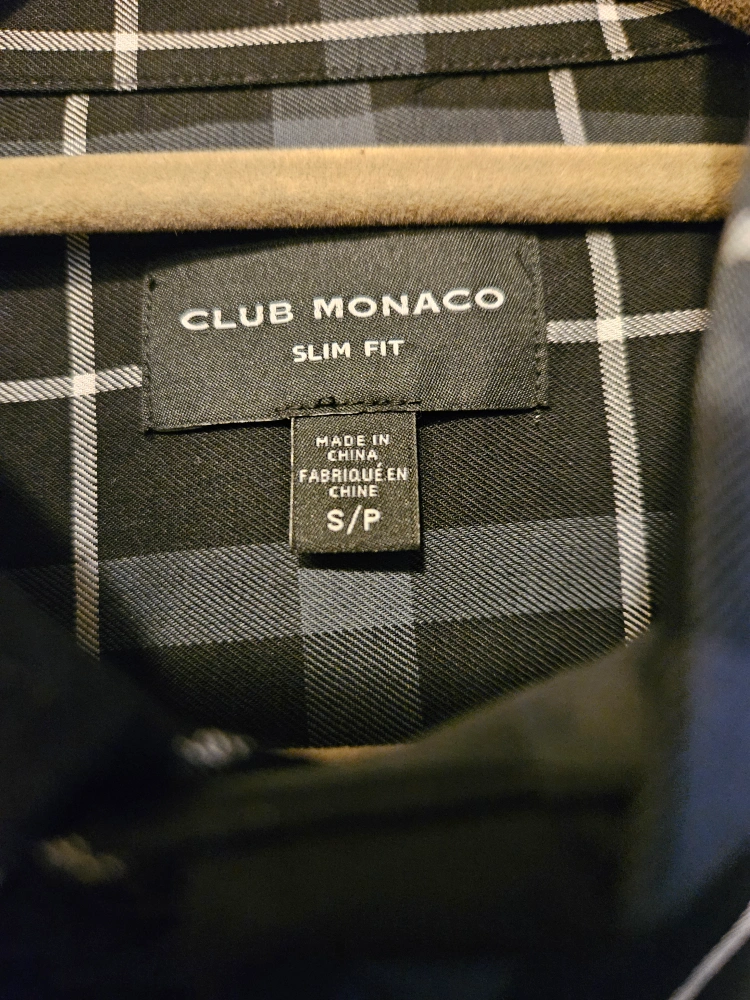 CLUB MONACO
SLIM FIT
MADE IN
CHINA
FABRIQUÉ EN
CHINE
S/P